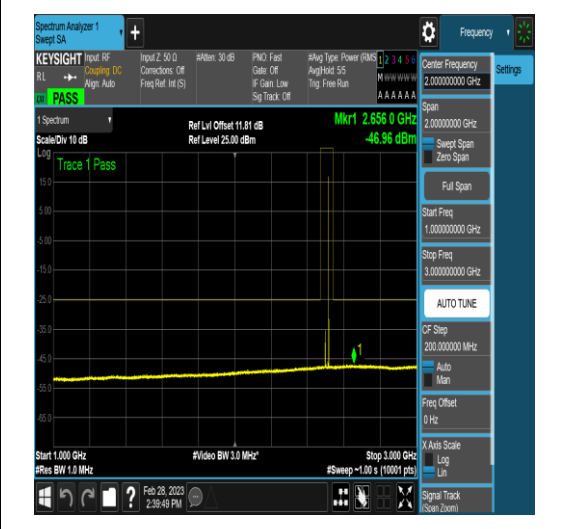 Spectrum Analyzer 1
Swept SA
+
Frequency
KEYSIGHT
RL
PASS
Input: RF
Coupling: DC
Align: Auto
Input Z: 50 Ω
Corrections: Off
Freq Ref: Int (S)
#Atten: 30 dB
PNO: Fast
Gate: Off
IF Gain: Low
Sig Track: Off
#Avg Type: Power (RMS
Avg|Hold: 5/5
Trig: Free Run
1 2 3 4 5 6
M w w w w w
A A A A A A
1 Spectrum
Scale/Div 10 dB
Ref Lvl Offset 11.81 dB
Ref Level 25.00 dBm
Mkr1 2.656 0 GHz
-46.96 dBm
Log
Trace 1 Pass
15.0
5.00
-5.00
-15.0
-25.0
-35.0
-45.0
-55.0
-65.0
1
Start 1.000 GHz
#Res BW 1.0 MHz
#Video BW 3.0 MHz*
Stop 3.000 GHz
#Sweep ~1.00 s (10001 pts)
Feb 28, 2023
2:39:49 PM
Center Frequency
2.000000000 GHz
Settings
Span
2.00000000 GHz
Swept Span
Zero Span
Full Span
Start Freq
1.000000000 GHz
Stop Freq
3.000000000 GHz
AUTO TUNE
CF Step
200.000000 MHz
Auto
Man
Freq Offset
0 Hz
X Axis Scale
Log
Lin
Signal Track
(Span Zoom)